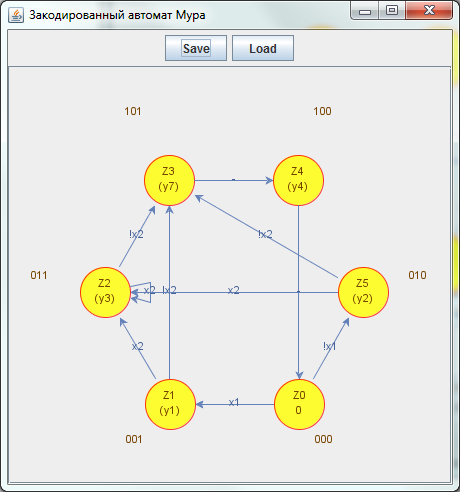 Закодированный автомат Мура
Save Load
101 100
Z3
(y7)
-
Z4
(y4)
!x2 !x2
011 010
Z2
(y3)
x2 !x2 x2 -
Z5
(y2)
x2 !x1
Z1
(y1)
x1
Z0
0
001 000